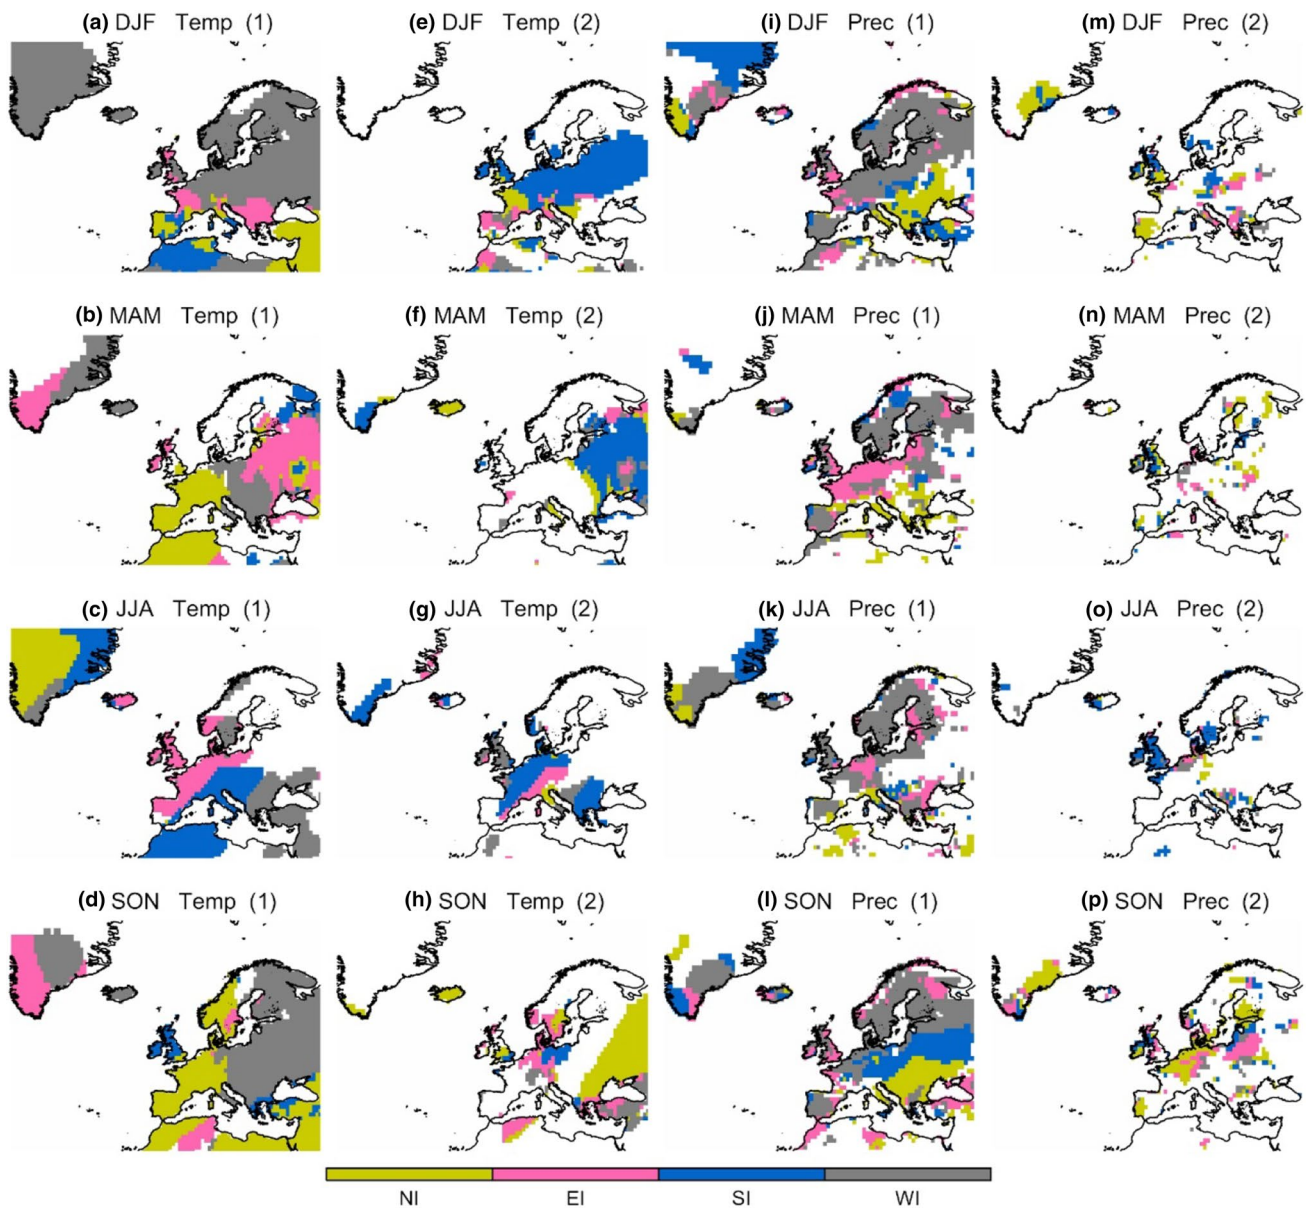 (a) DJF Temp (1)
(e) DJF Temp (2)
(i) DJF Prec (1)
(m) DJF Prec (2)
(b) MAM Temp (1)
(f) MAM Temp (2)
(j) MAM Prec (1)
(n) MAM Prec (2)
(c) JJA Temp (1)
(g) JJA Temp (2)
(k) JJA Prec (1)
(o) JJA Prec (2)
(d) SON Temp (1)
(h) SON Temp (2)
(l) SON Prec (1)
(p) SON Prec (2)
NI EI SI WI